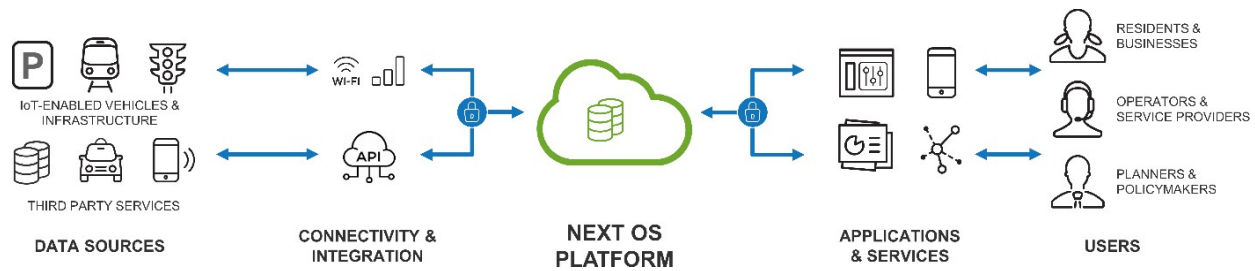 P
IoT-ENABLED VEHICLES &
INFRASTRUCTURE
THIRD PARTY SERVICES
DATA SOURCES
WI-FI
API
CONNECTIVITY &
INTEGRATION
NEXT OS
PLATFORM
APPLICATIONS
& SERVICES
RESIDENTS &
BUSINESSES
OPERATORS &
SERVICE PROVIDERS
PLANNERS &
POLICYMAKERS
USERS